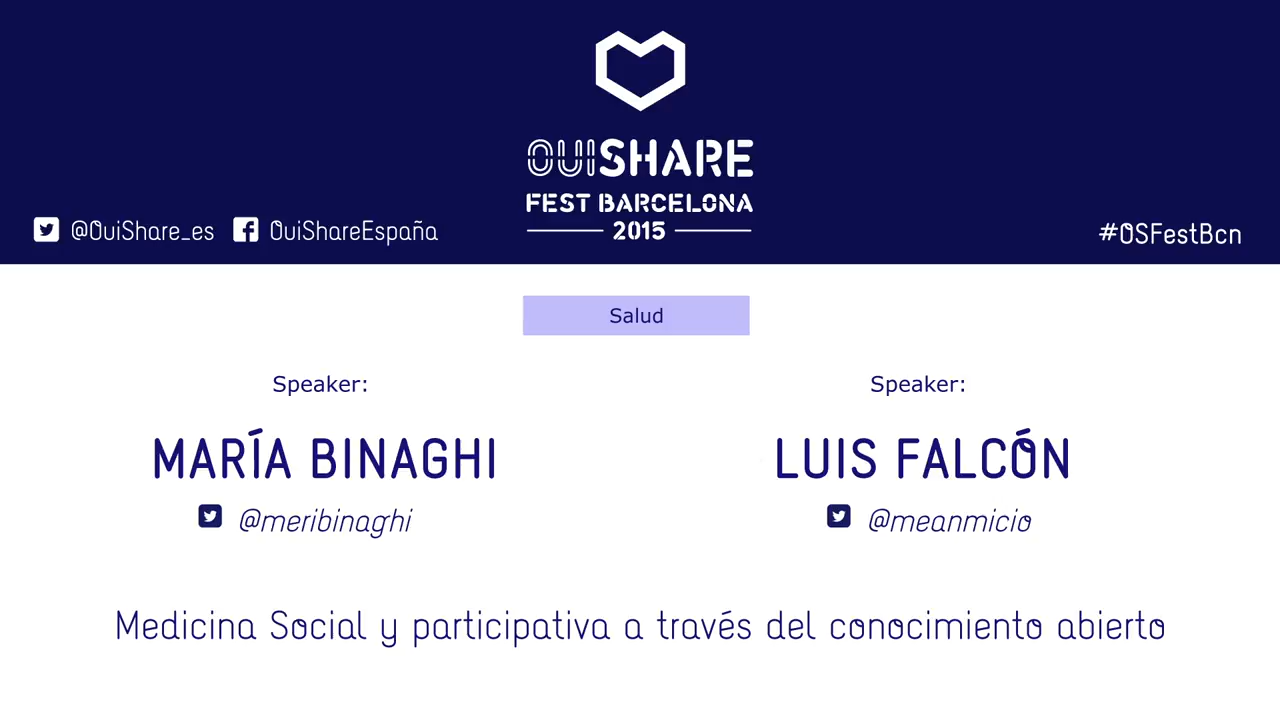 OUISHARE
FEST BARCELONA
2015
@OuiShare_es OuiShareEspaña
#OSFestBcn
Salud
Speaker:
MARÍA BINAGHI
@meribinaghi
Speaker:
LUIS FALCÓN
@meanmicio
Medicina Social y participativa a través del conocimiento abierto